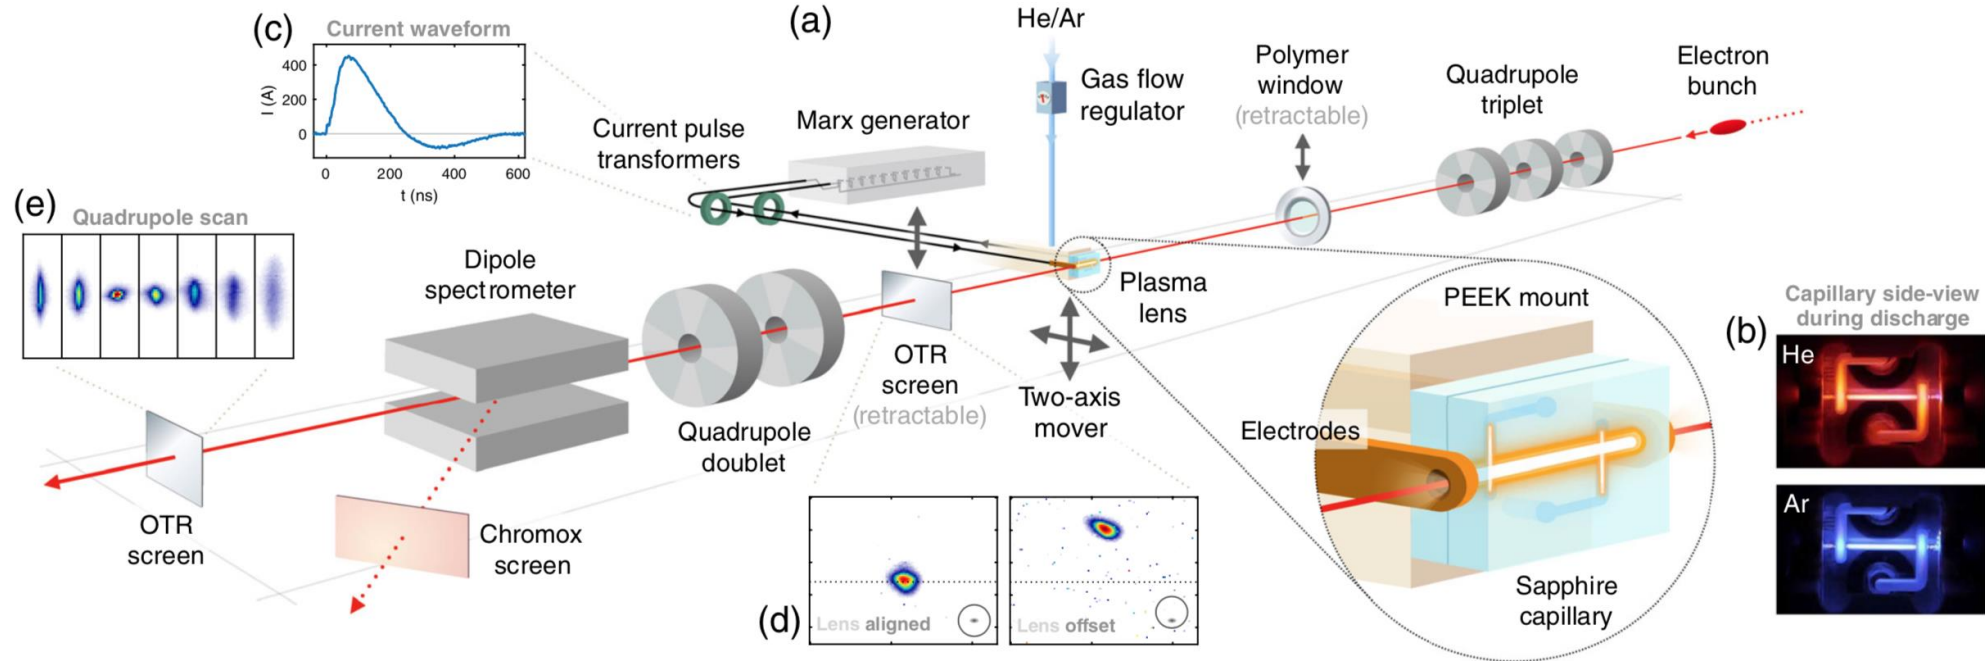 (c)
Current waveform
400
200
0
I (A)
0
200
400
600
t (ns)
(a)
He/Ar
Gas flow
regulator
Polymer
window
(retractable)
Quadrupole
triplet
Electron
bunch
Current pulse
transformers
Marx generator
(e)
Quadrupole scan
Dipole
spectrometer
Plasma
lens
OTR
screen
(retractable)
Two-axis
mover
Quadrupole
doublet
PEEK mount
Electrodes
Sapphire
capillary
Capillary side-view
during discharge
(b)
He
Ar
OTR
screen
Chromox
screen
(d)
Lens aligned
Lens offset